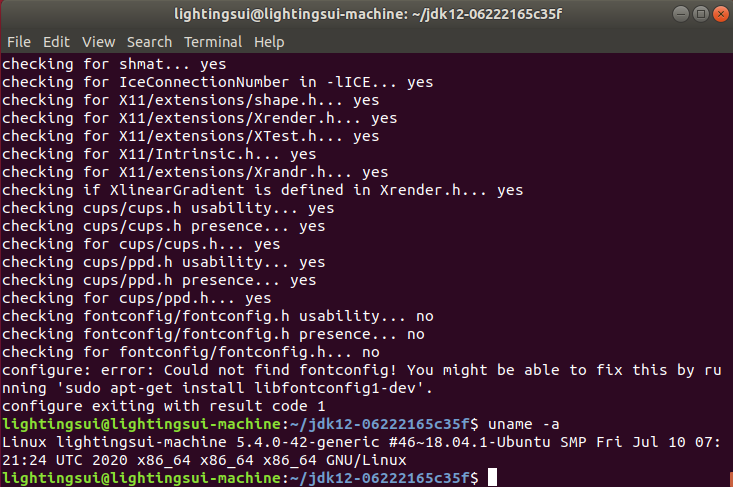 lightingsui@lightingsui-machine: ~/jdk12-06222165c35f
File Edit View Search Terminal Help
checking for shmat... yes
checking for IceConnectionNumber in -lICE... yes
checking for X11/extensions/shape.h... yes
checking for X11/extensions/Xrender.h... yes
checking for X11/extensions/XTest.h... yes
checking for X11/Intrinsic.h... yes
checking for X11/extensions/Xrandr.h... yes
checking if XlinearGradient is defined in Xrender.h... yes
checking cups/cups.h usability... yes
checking cups/cups.h presence... yes
checking for cups/cups.h... yes
checking cups/ppd.h usability... yes
checking cups/ppd.h presence... yes
checking for cups/ppd.h... yes
checking fontconfig/fontconfig.h usability... no
checking fontconfig/fontconfig.h presence... no
checking for fontconfig/fontconfig.h... no
configure: error: Could not find fontconfig! You might be able to fix this by ru
nning 'sudo apt-get install libfontconfig1-dev'.
configure exiting with result code 1
lightingsui@lightingsui-machine:~/jdk12-06222165c35f$ uname -a
Linux lightingsui-machine 5.4.0-42-generic #46~18.04.1-Ubuntu SMP Fri Jul 10 07:
21:24 UTC 2020 x86_64 x86_64 x86_64 GNU/Linux
lightingsui@lightingsui-machine:~/jdk12-06222165c35f$